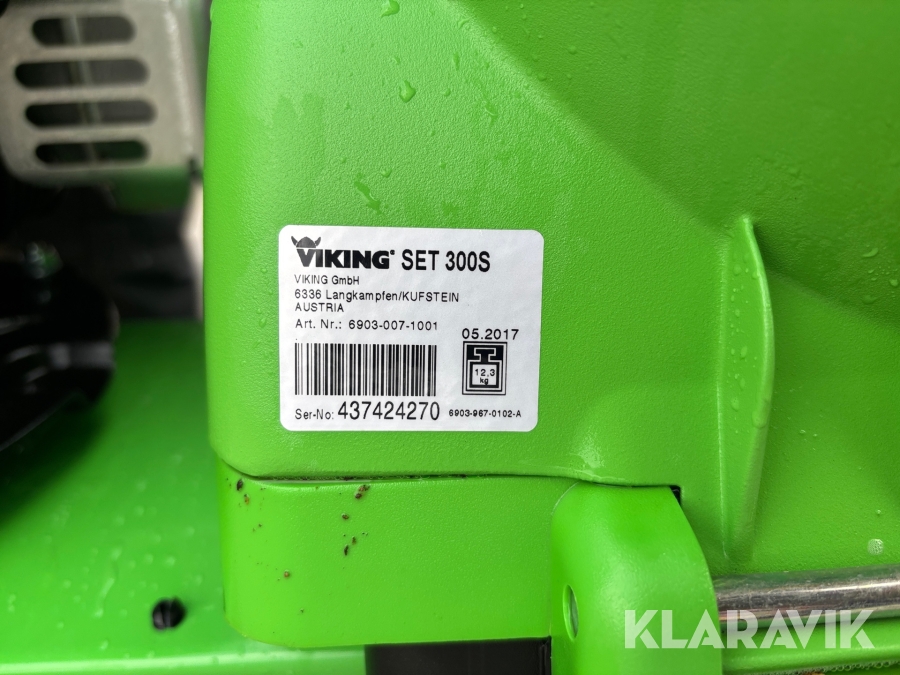 VIKING® SET 300S
VIKING GmbH
6336 Langkampfen/KUFSTEIN
AUSTRIA
Art. Nr.: 6903-007-1001
05.2017
12,3
kg
Ser-No: 437424270
6903-967-0102-A
KLARAVIK